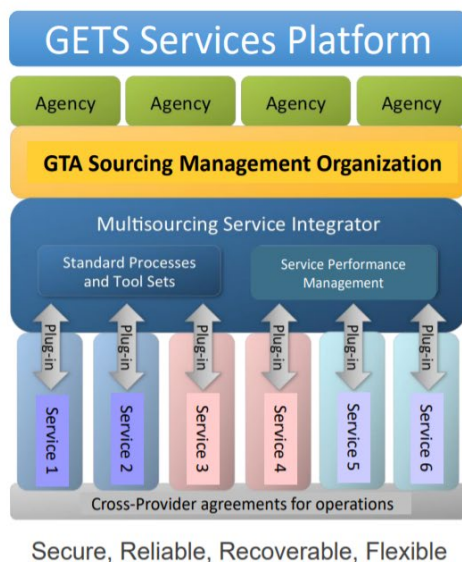 GETS Services Platform
Agency Agency Agency Agency
GTA Sourcing Management Organization
Multisourcing Service Integrator
Standard Processes
and Tool Sets
Service Performance
Management
Plug-in Plug-in Plug-in Plug-in Plug-in Plug-in
Service 1 Service 2 Service 3 Service 4 Service 5 Service 6
Cross-Provider agreements for operations
Secure, Reliable, Recoverable, Flexible